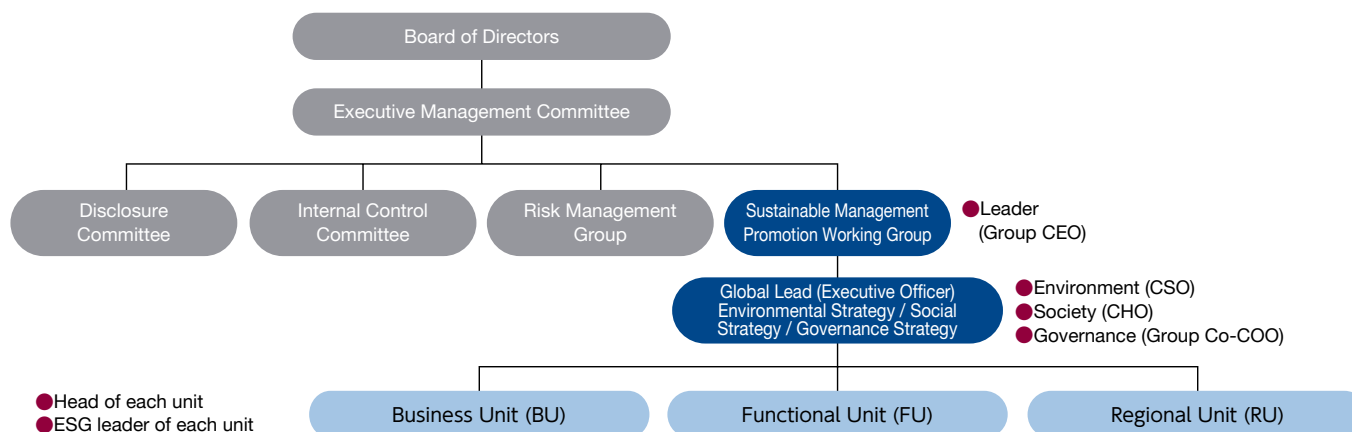 Board of Directors
Executive Management Committee
Disclosure
Committee
Internal Control
Committee
Risk Management
Group
Sustainable Management
Promotion Working Group
●Leader
(Group CEO)
Global Lead (Executive Officer)
Environmental Strategy / Social
Strategy / Governance Strategy
●Environment (CSO)
●Society (CHO)
●Governance (Group Co-COO)
●Head of each unit
●ESG leader of each unit
Business Unit (BU)
Functional Unit (FU)
Regional Unit (RU)